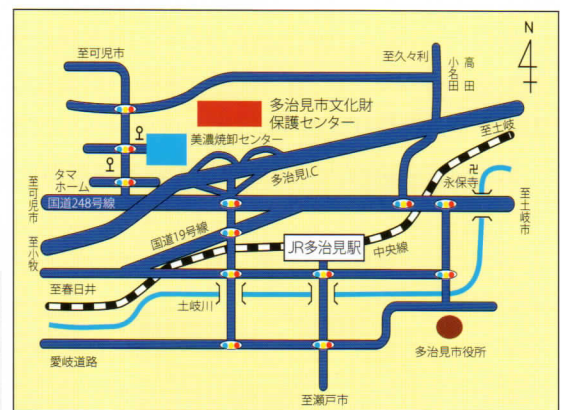 N
至可児市
至久々利
小名田
高田
多治見市文化財
保護センター
美濃焼卸センター
至土岐
卍
永保寺
タマ
ホーム
多治見I.C
至可児市
国道248号線
至土岐市
国道19号線
至小牧
JR多治見駅
中央線
至春日井
土岐川
愛岐道路
多治見市役所
至瀬戸市